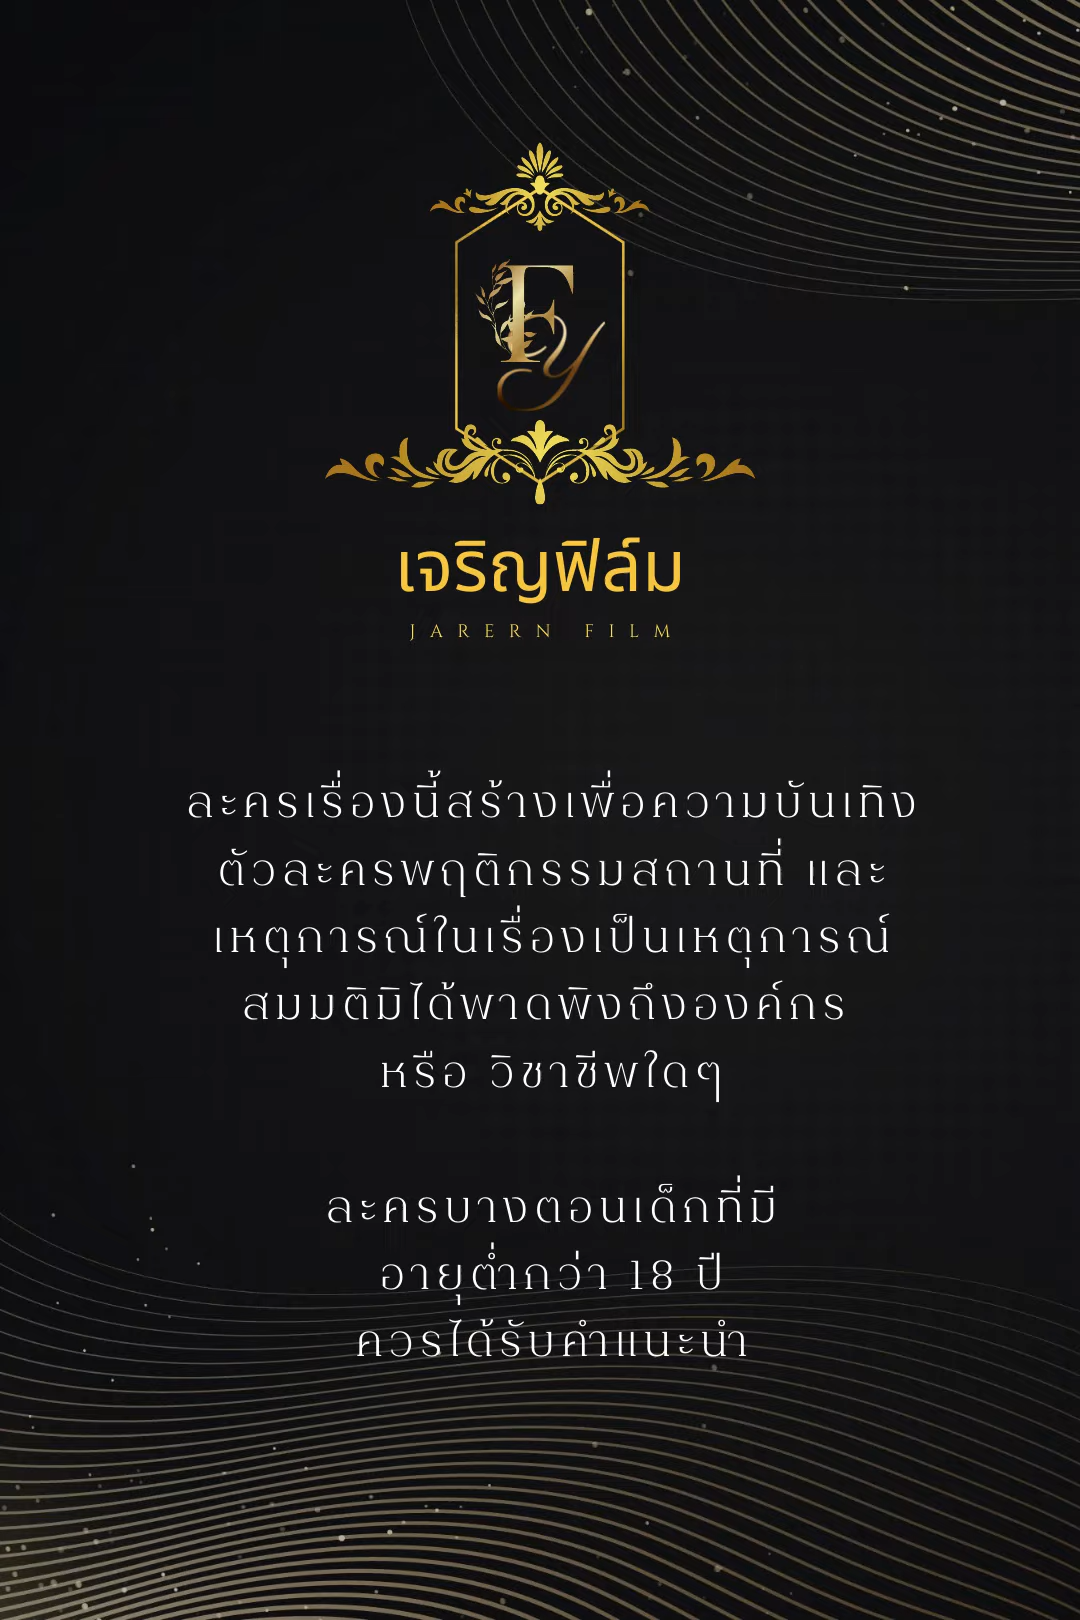 Fy
เจริญฟิล์ม
JARERN FILM
ละครเรื่องนี้สร้างเพื่อความบันเทิง
ตัวละครพฤติกรรมสถานที่ และ
เหตุการณ์ในเรื่องเป็นเหตุการณ์
สมมติมิได้พาดพิงถึงองค์กร
หรือ วิชาชีพใดๆ
ละครบางตอนเด็กที่มี
อายุต่ำกว่า 18 ปี
ควรได้รับคำแนะนำ